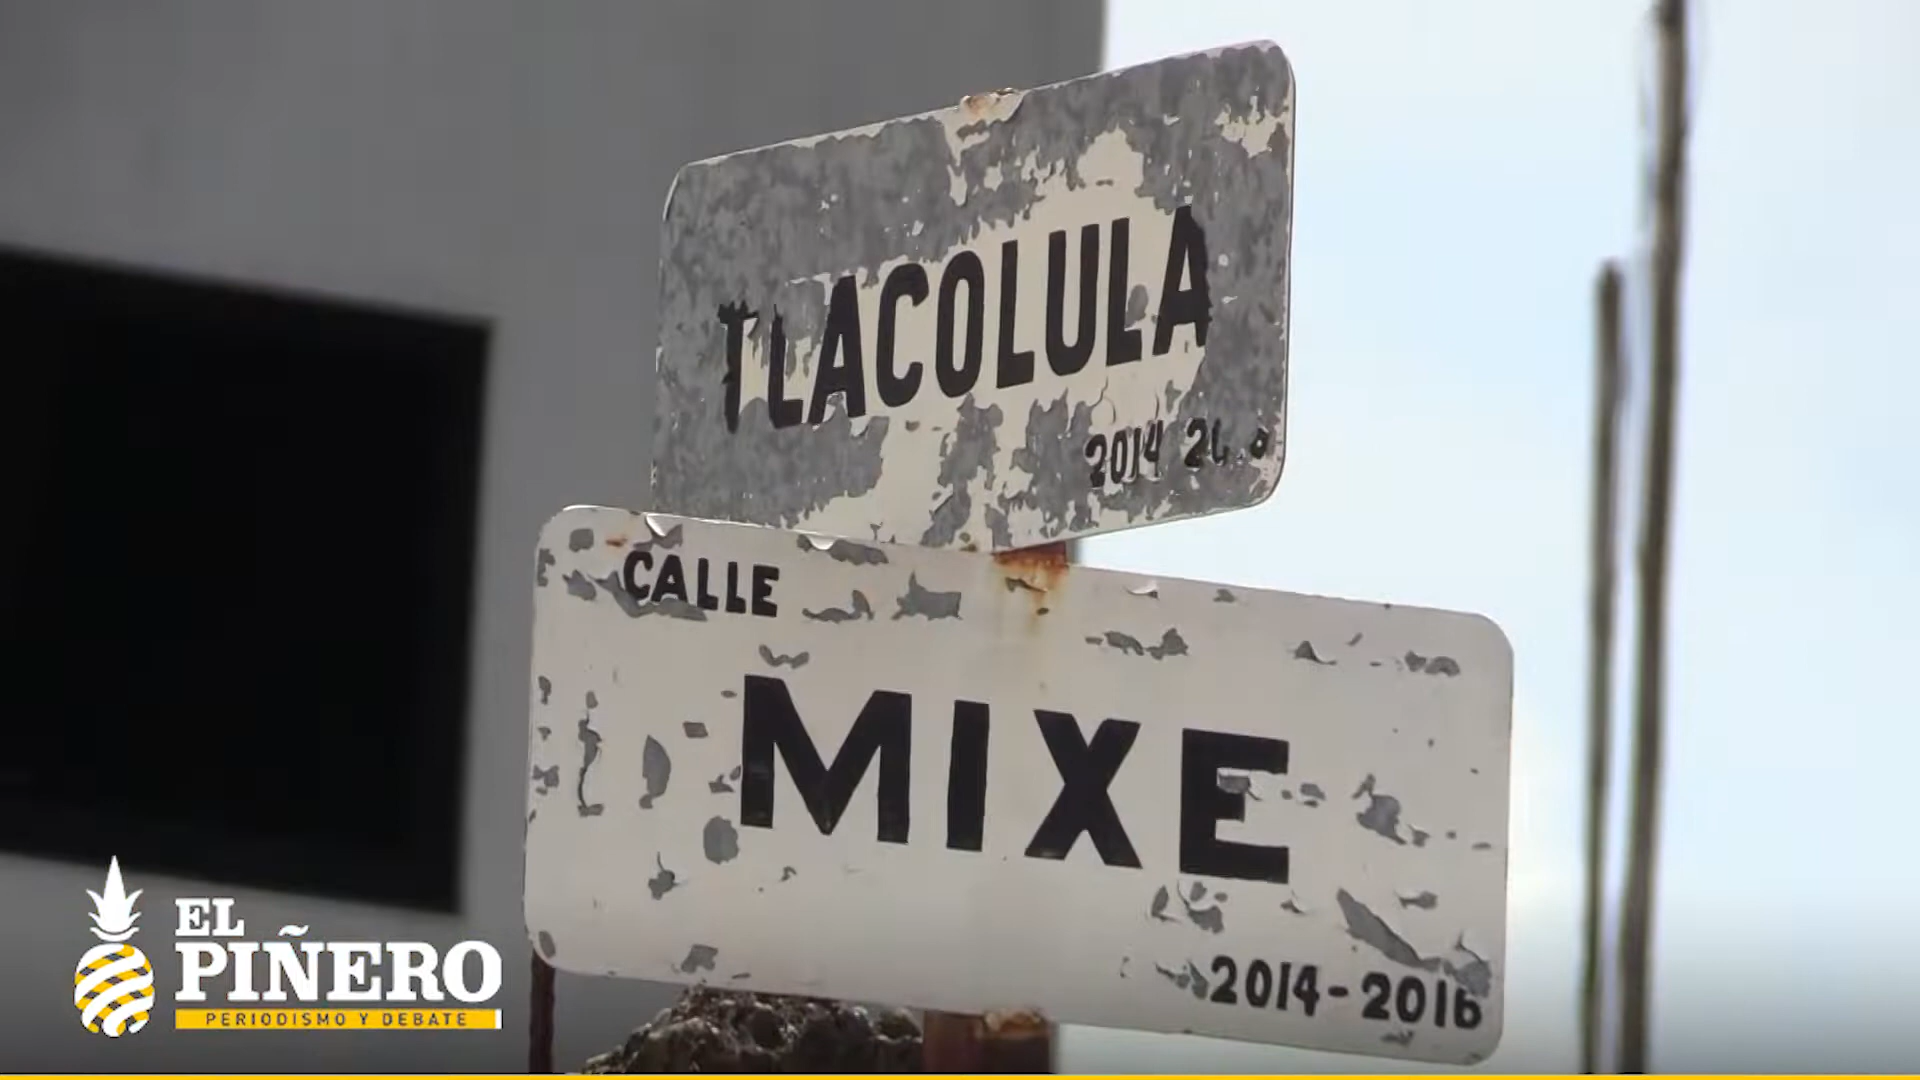 TLACOLULA
2014
CALLE
MIXE
2014-2016
EL
PIÑERO
PERIODISMO Y DEBATE